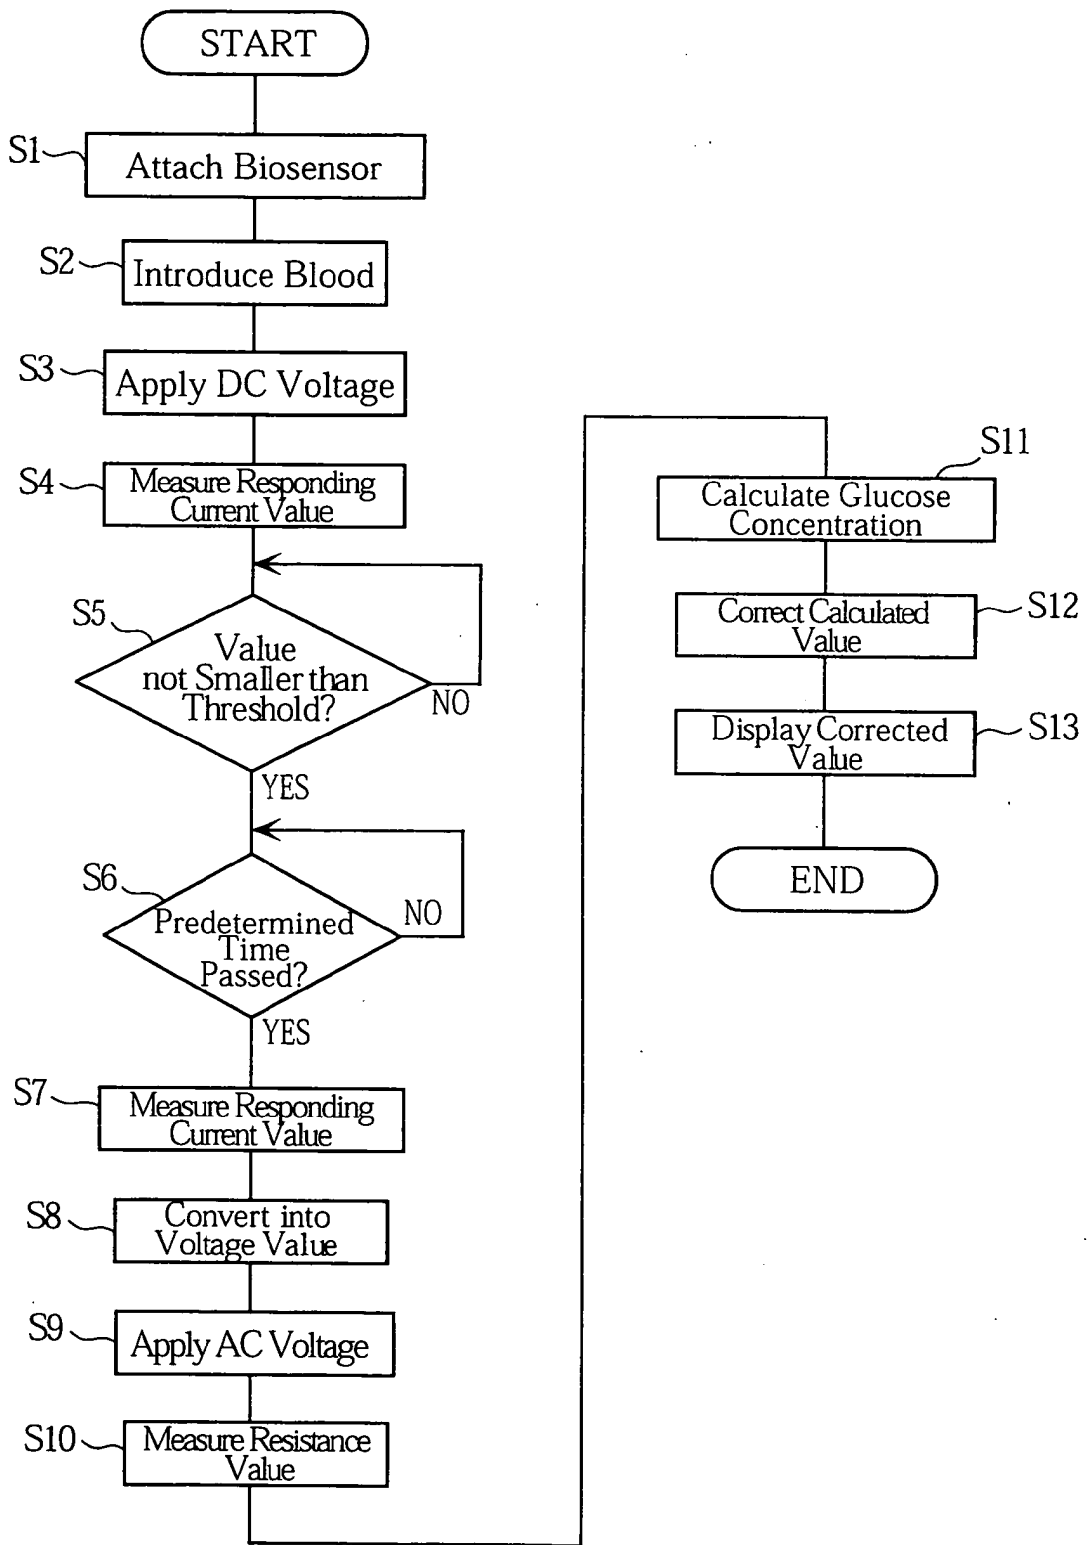 START
S1
Attach Biosensor
S2
Introduce Blood
S3
Apply DC Voltage
S4
Measure Responding
Current Value
S5
Value
not Smaller than
Threshold?
NO
YES
S6
Predetermined
Time
Passed?
NO
YES
S7
Measure Responding
Current Value
S8
Convert into
Voltage Value
S9
Apply AC Voltage
S10
Measure Resistance
Value
S11
Calculate Glucose
Concentration
S12
Correct Calculated
Value
S13
Display Corrected
Value
END